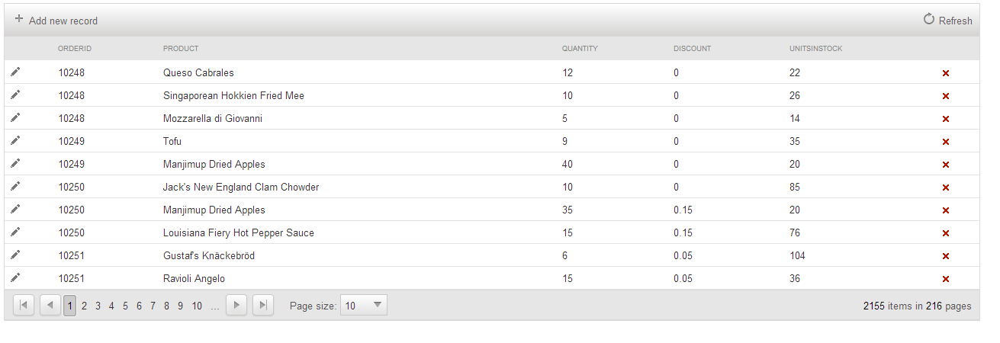 Add new record Refresh
ORDERID PRODUCT QUANTITY DISCOUNT UNITSINSTOCK
10248 Queso Cabrales 12 0 22
10248 Singaporean Hokkien Fried Mee 10 0 26
10248 Mozzarella di Giovanni 5 0 14
10249 Tofu 9 0 35
10249 Manjimup Dried Apples 40 0 20
10250 Jack's New England Clam Chowder 10 0 85
10250 Manjimup Dried Apples 35 0.15 20
10250 Louisiana Fiery Hot Pepper Sauce 15 0.15 76
10251 Gustaf's Knäckebröd 6 0.05 104
10251 Ravioli Angelo 15 0.05 36
1 2 3 4 5 6 7 8 9 10 ... Page size: 10 2155 items in 216 pages